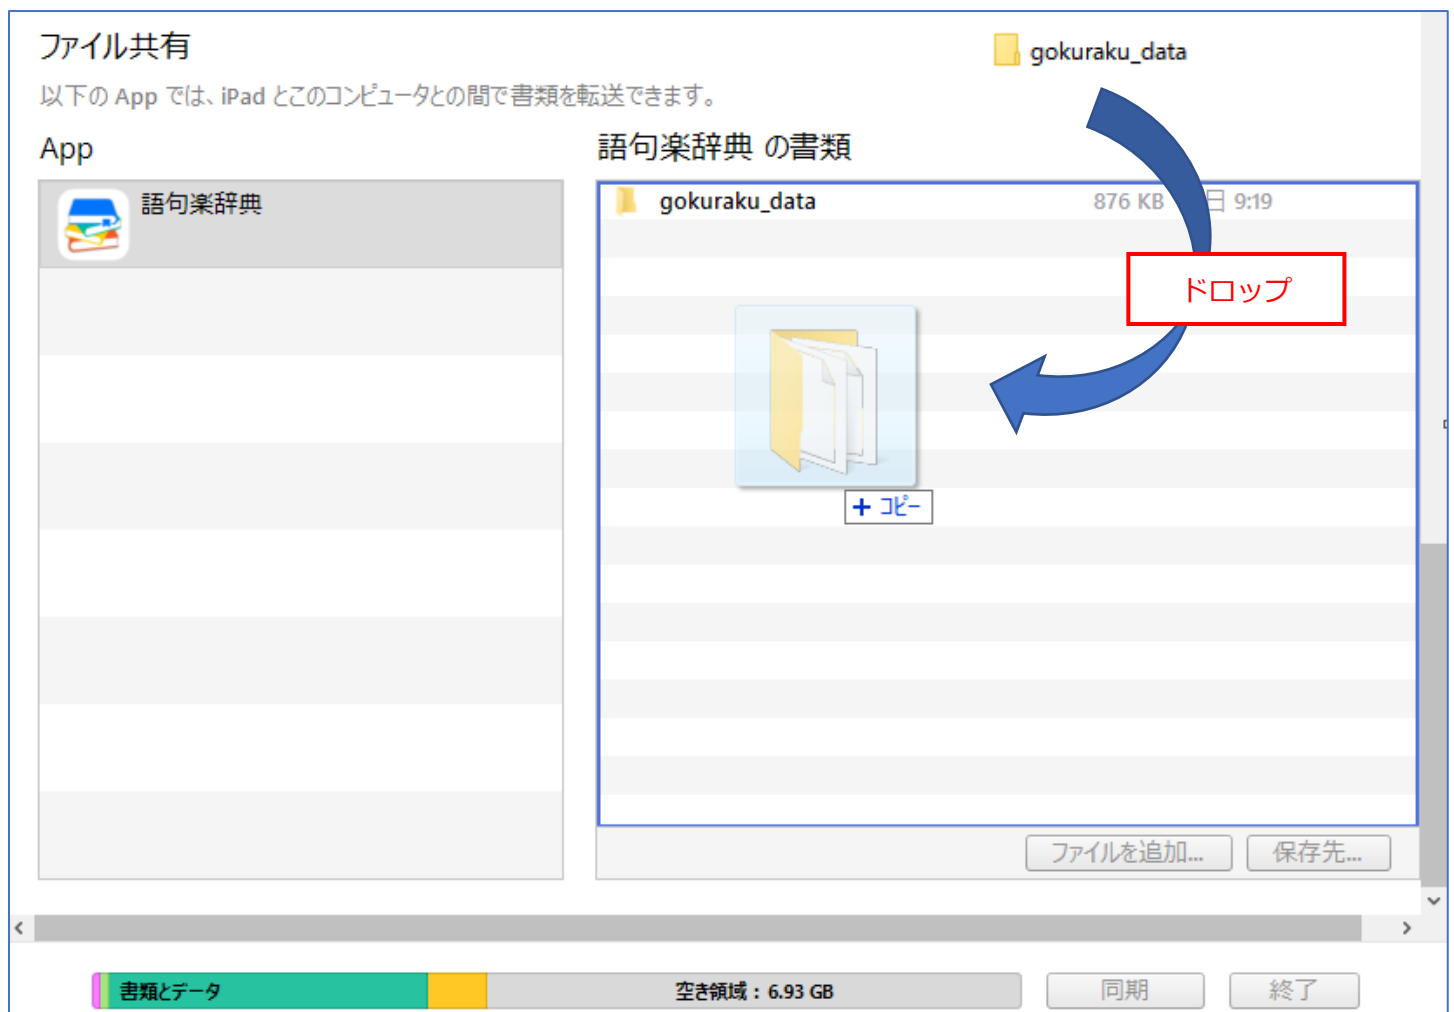 ファイル共有
gokuraku_data
以下の App では、iPad とこのコンピュータとの間で書類を転送できます。
App
語句楽辞典 の書類
語句楽辞典
gokuraku_data 876 KB 日 9:19
ドロップ
+ コピー
ファイルを追加... 保存先...
書類とデータ 空き領域：6.93 GB 同期 終了